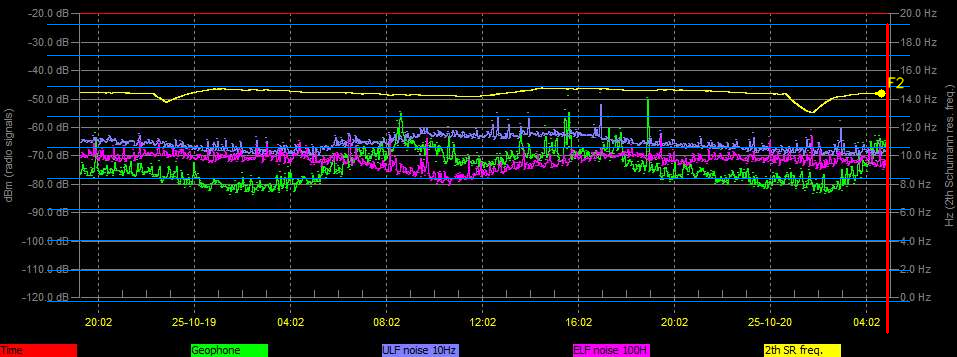 -20.0 dB 20.0 Hz
-30.0 dB 18.0 Hz
-40.0 dB 16.0 Hz
F2
-50.0 dB 14.0 Hz
-60.0 dB 12.0 Hz
-70.0 dB 10.0 Hz
-80.0 dB 8.0 Hz
-90.0 dB 6.0 Hz
-100.0 dB 4.0 Hz
-110.0 dB 2.0 Hz
-120.0 dB 0.0 Hz
dBm (radio signals)
Hz (2th Schumann res. freq.)
20:02 25-10-19 04:02 08:02 12:02 16:02 20:02 25-10-20 04:02
Time Geophone ULF noise 10Hz ELF noise 100H 2th SR freq.